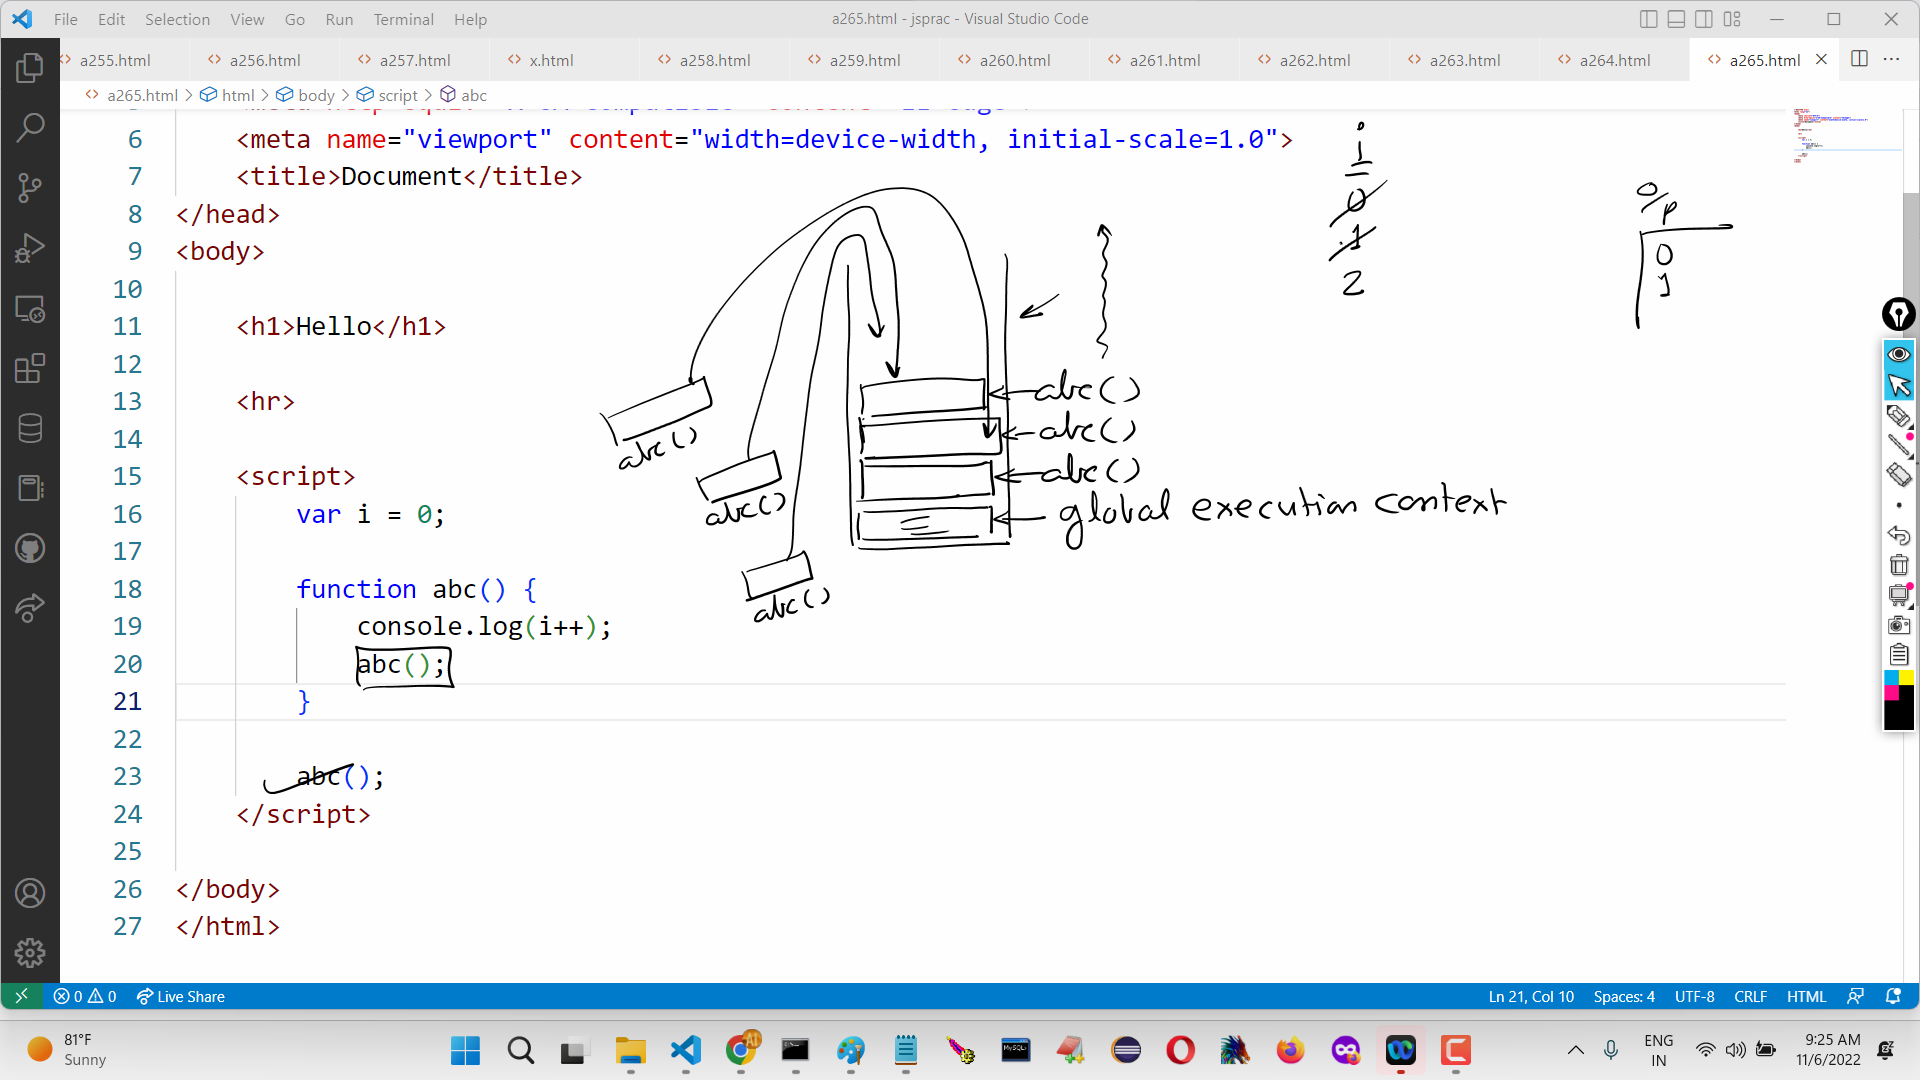 File Edit Selection View Go Run Terminal Help
a265.html - jsprac - Visual Studio Code
a255.html a256.html a257.html x.html a258.html a259.html a260.html a261.html a262.html a263.html a264.html a265.html
a265.html > html > body > script > abc
6 <meta name="viewport" content="width=device-width, initial-scale=1.0">
7 <title>Document</title>
8 </head>
9 <body>
10
11 <h1>Hello</h1>
12
13 <hr>
14
15 <script>
16 var i = 0;
17
18 function abc() {
19 console.log(i++);
20 abc();
21 }
22
23 abc();
24 </script>
25
26 </body>
27 </html>
i
0
1
2
o/p
0
1
abc()
abc()
abc()
abc()
abc()
abc()
global execution context
0 0 Live Share
Ln 21, Col 10 Spaces: 4 UTF-8 CRLF HTML
81°F
Sunny
MySQL
ENG
IN
9:25 AM
11/6/2022